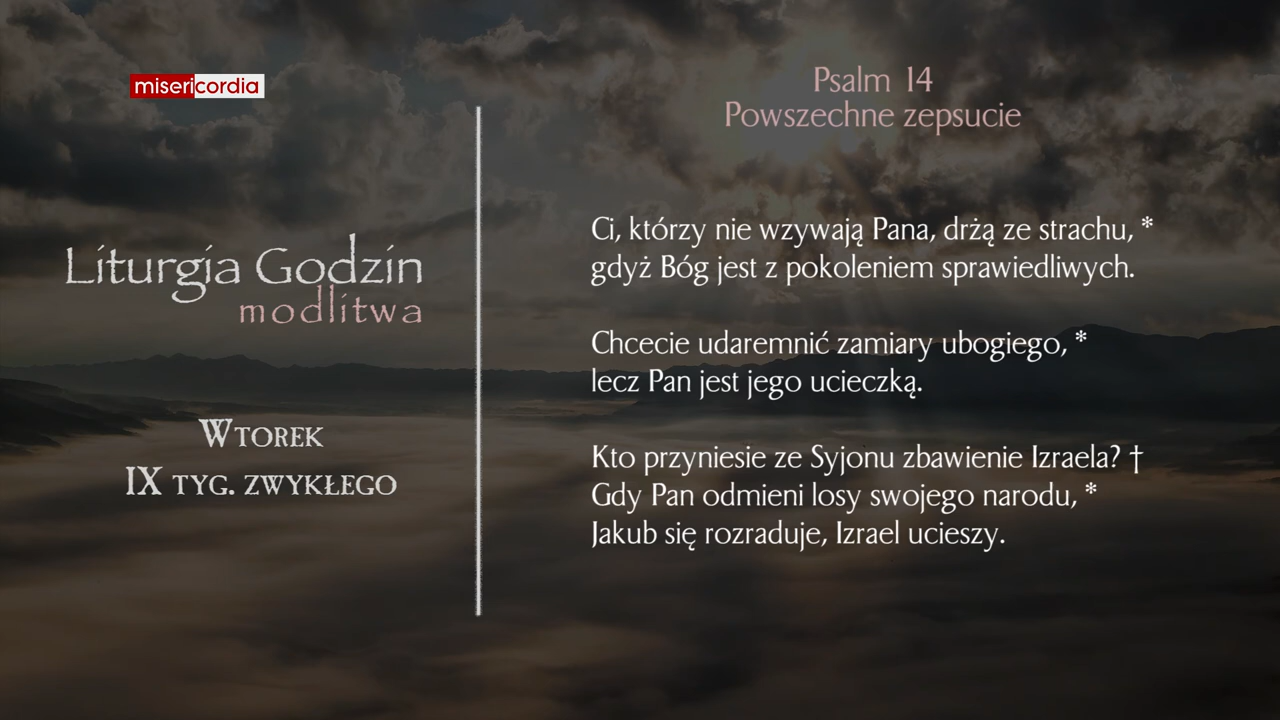 misericordia
Liturgia Godzin
modlitwa
Wtorek
IX tyg. zwykłego
Psalm 14
Powszechne zepsucie
Ci, którzy nie wzywają Pana, drżą ze strachu, *
gdyż Bóg jest z pokoleniem sprawiedliwych.
Chcecie udaremnić zamiary ubogiego, *
lecz Pan jest jego ucieczką.
Kto przyniesie ze Syjonu zbawienie Izraela? †
Gdy Pan odmieni losy swojego narodu, *
Jakub się rozraduje, Izrael ucieszy.